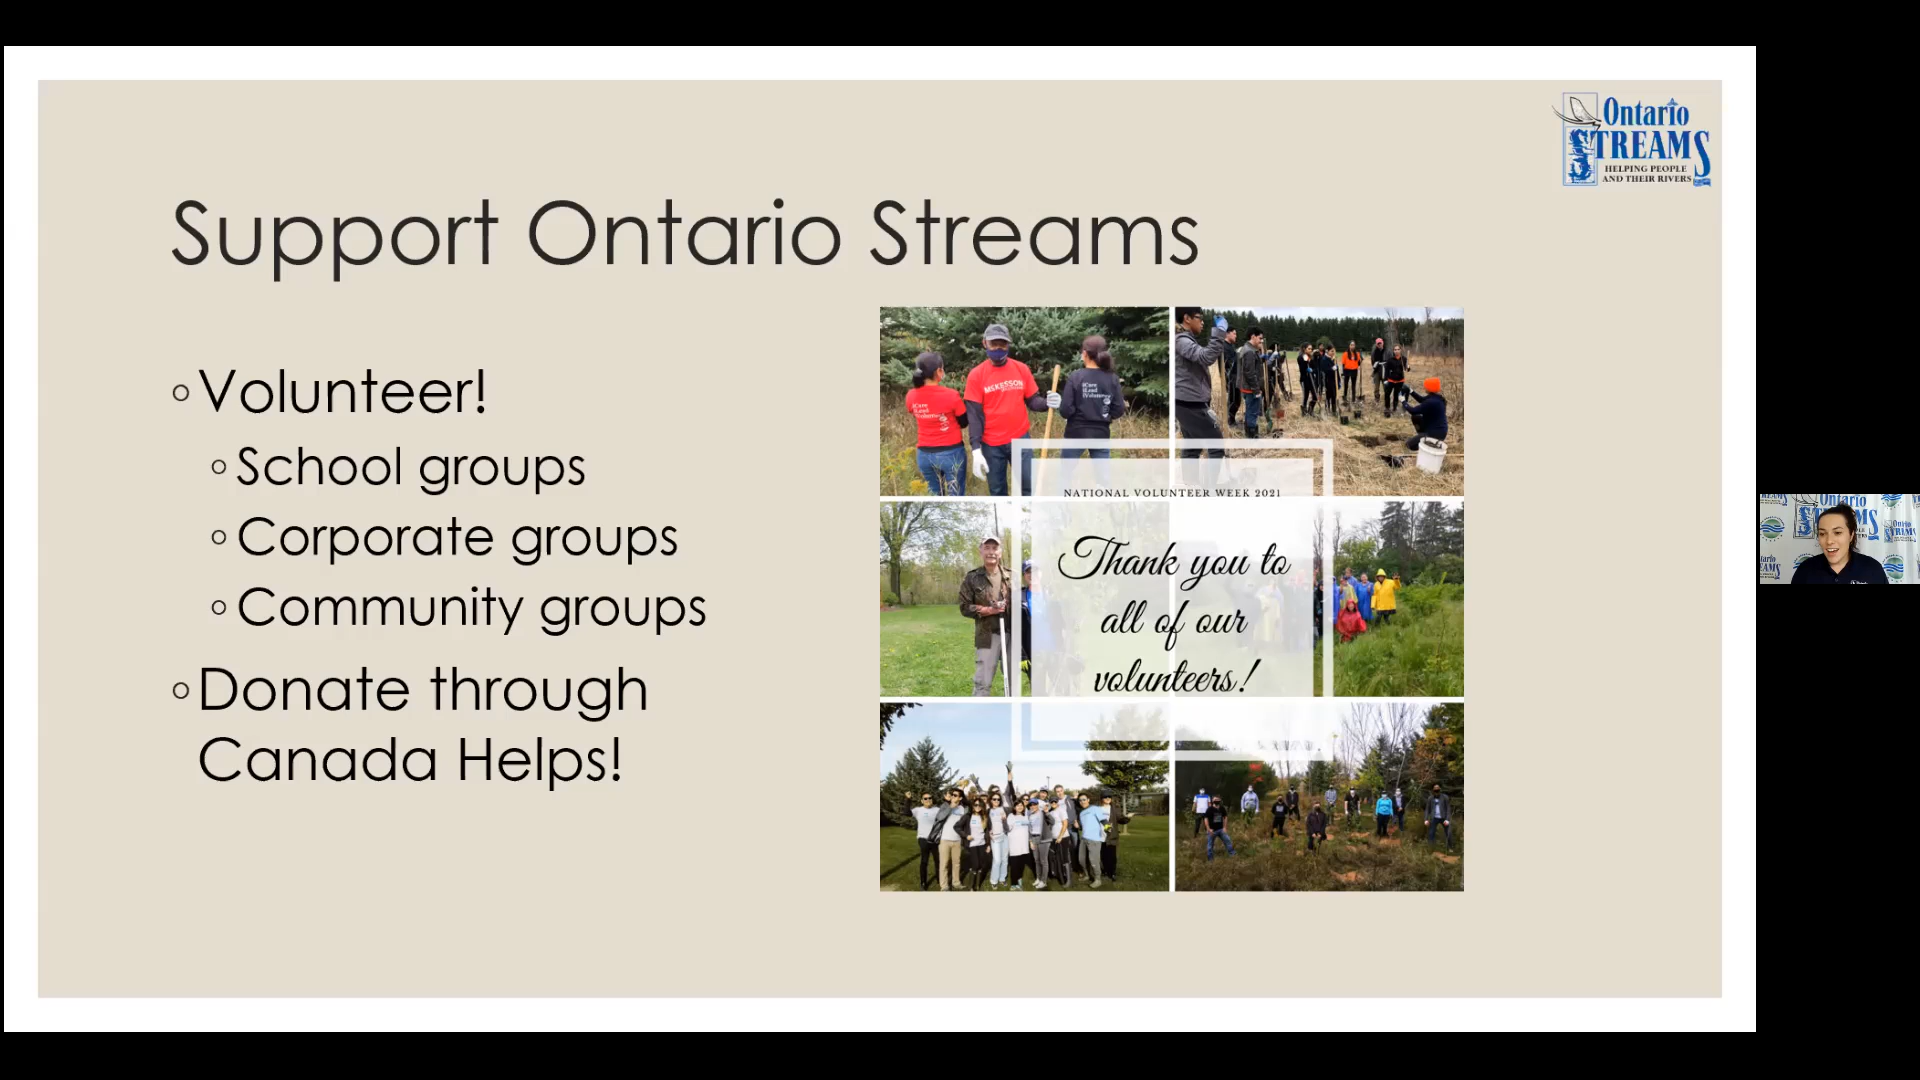 Ontario
STREAMS
HELPING PEOPLE
AND THEIR RIVERS
Support Ontario Streams
Volunteer!
School groups
Corporate groups
Community groups
Donate through
Canada Helps!
MCKESSON
NATIONAL VOLUNTEER WEEK 2021
Thank you to
all of our
volunteers!
Ontario